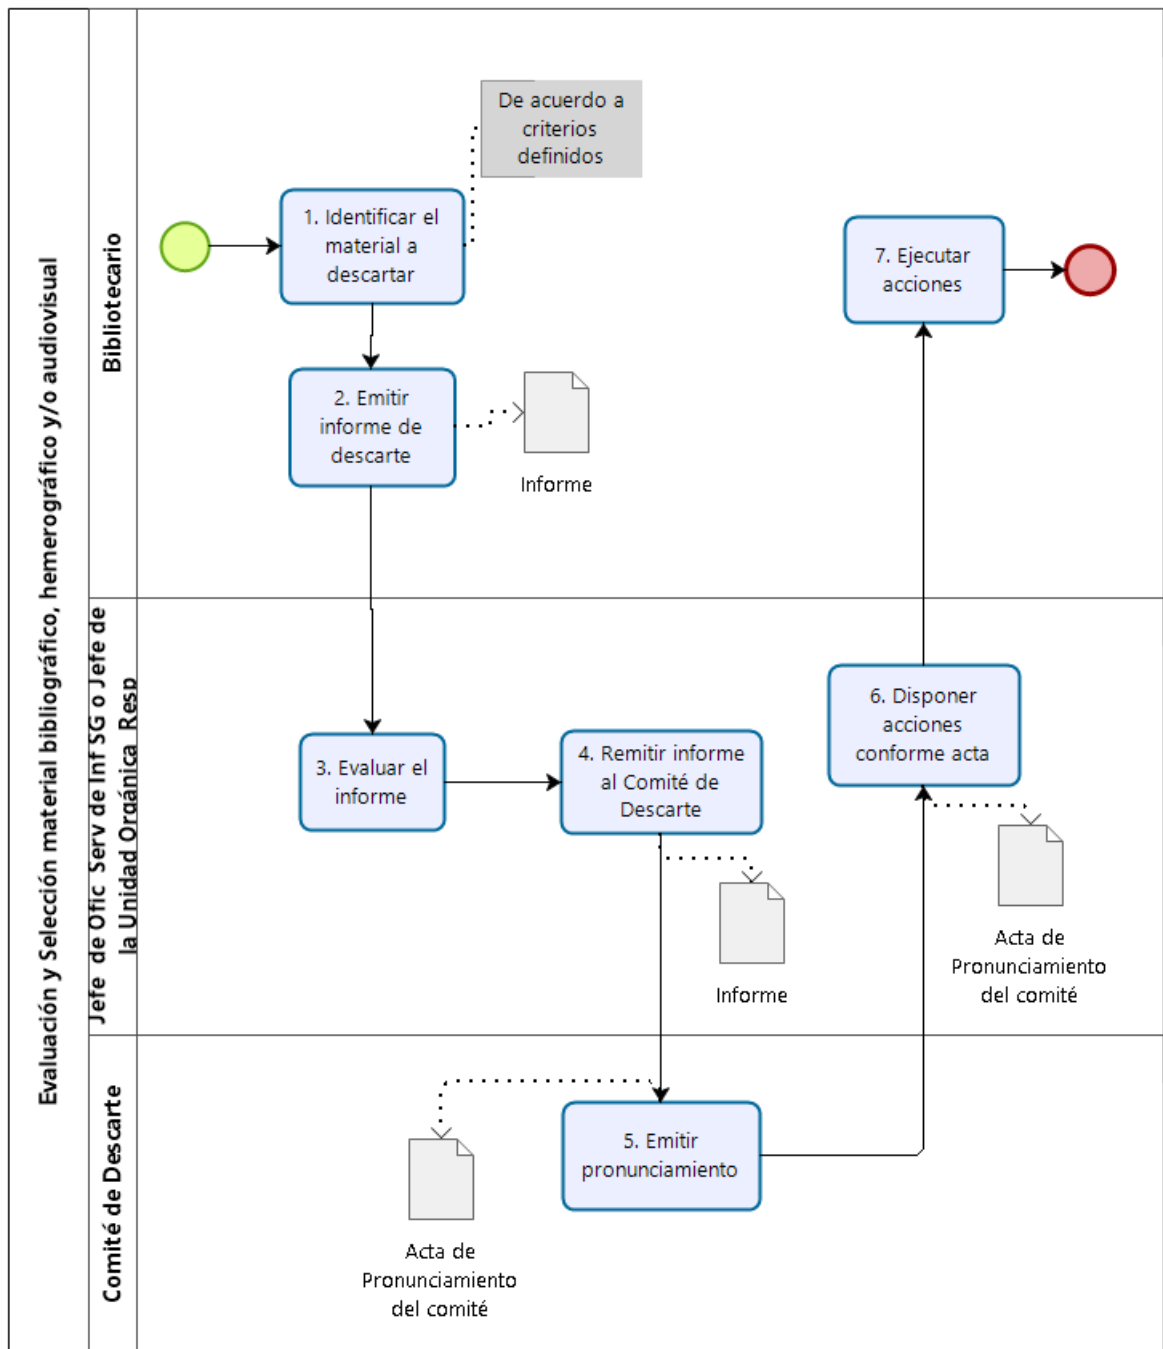 Evaluación y Selección material bibliográfico, hemerográfico y/o audiovisual
Bibliotecario
De acuerdo a
criterios
definidos
1. Identificar el
material a
descartar
7. Ejecutar
acciones
2. Emitir
informe de
descarte
Informe
Jefe de Ofic Serv de Inf SG o Jefe de
la Unidad Orgánica Resp
6. Disponer
acciones
conforme acta
3. Evaluar el
informe
4. Remitir informe
al Comité de
Descarte
Informe
Acta de
Pronunciamiento
del comité
Comité de Descarte
5. Emitir
pronunciamiento
Acta de
Pronunciamiento
del comité